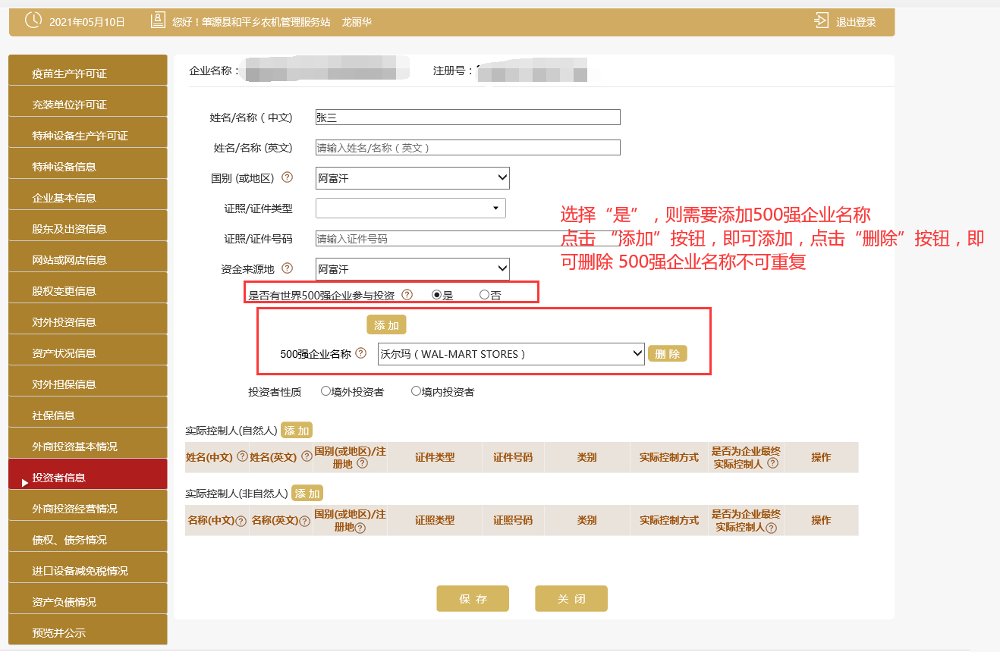 2021年05月10日 您好！肇源县和平乡农机管理服务站 龙丽华 退出登录
疫苗生产许可证
充装单位许可证
特种设备生产许可证
特种设备信息
企业基本信息
股东及出资信息
网站或网店信息
股权变更信息
对外投资信息
资产状况信息
对外担保信息
社保信息
外商投资基本情况
投资者信息
外商投资经营情况
债权、债务情况
进口设备减免税情况
资产负债情况
预览并公示
企业名称： 注册号：
姓名/名称（中文） 张三
姓名/名称 (英文) 请输入姓名/名称（英文）
国别 (或地区) ? 阿富汗
证照/证件类型
证照/证件号码 请输入证件号码
资金来源地 ? 阿富汗
选择“是”，则需要添加500强企业名称
点击 “添加”按钮，即可添加，点击“删除”按钮，即
可删除 500强企业名称不可重复
是否有世界500强企业参与投资 ? 是 否
添 加
500强企业名称 ? 沃尔玛（WAL-MART STORES） 删 除
投资者性质 境外投资者 境内投资者
实际控制人(自然人) 添 加
姓名(中文) ? 姓名(英文) ? 国别(或地区)/注册地 ? 证件类型 证件号码 类别 实际控制方式 是否为企业最终实际控制人 ? 操作
实际控制人(非自然人) 添 加
名称(中文) ? 名称(英文) ? 国别(或地区)/注册地 ? 证照类型 证照号码 类别 实际控制方式 是否为企业最终实际控制人 ? 操作
保 存 关 闭